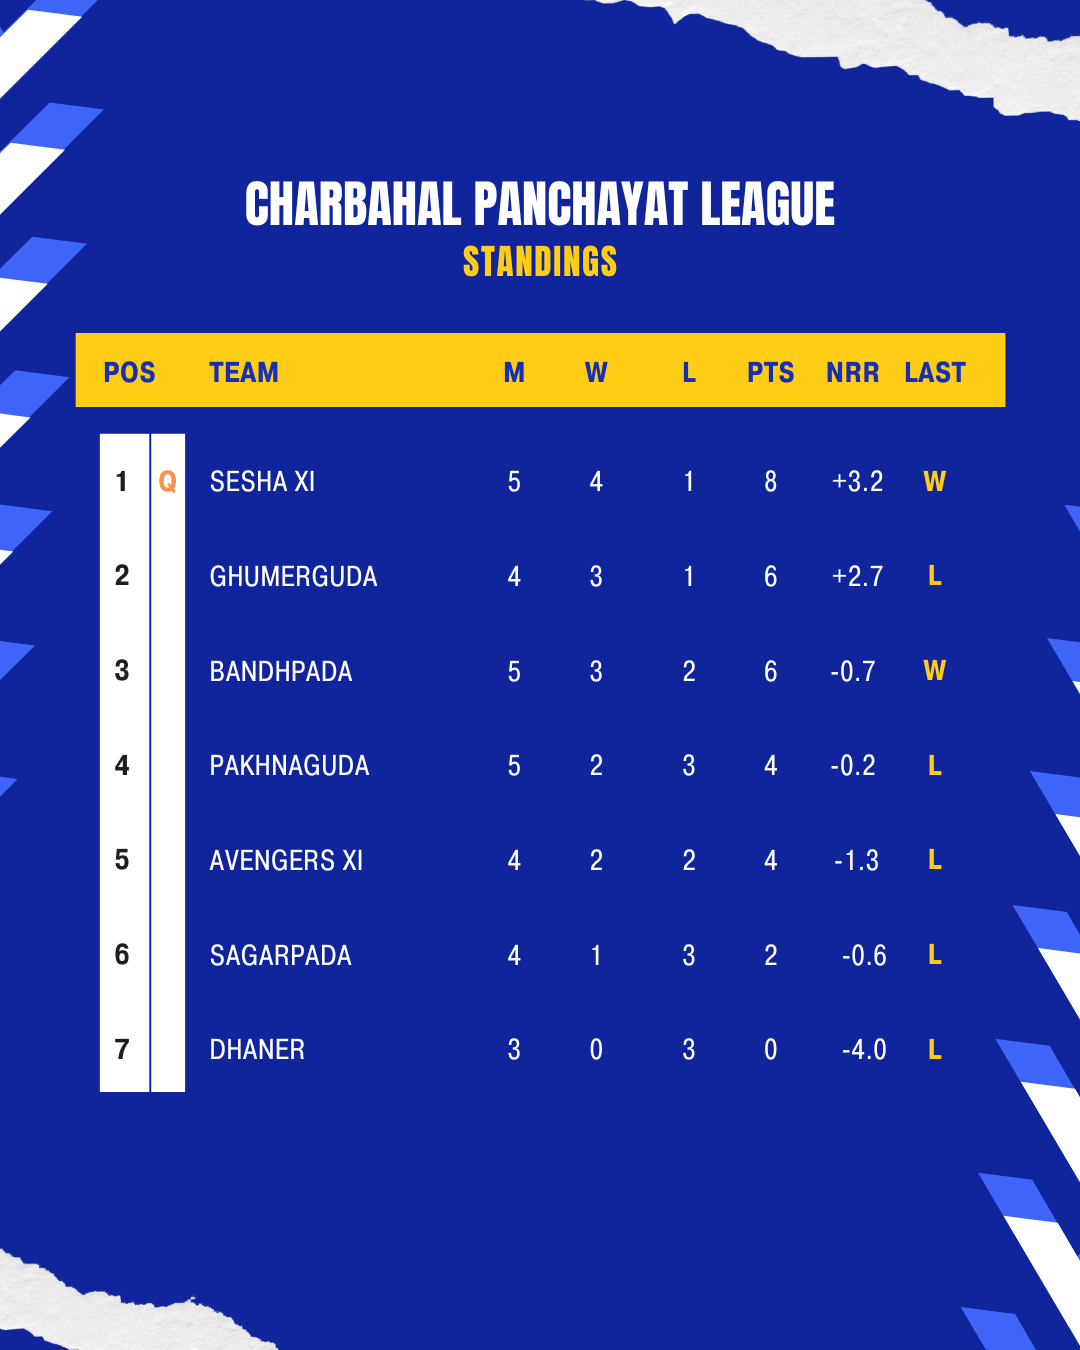 CHARBAHAL PANCHAYAT LEAGUE
STANDINGS
POS TEAM M W L PTS NRR LAST
1 Q SESHA XI 5 4 1 8 +3.2 W
2 GHUMERGUDA 4 3 1 6 +2.7 L
3 BANDHPADA 5 3 2 6 -0.7 W
4 PAKHNAGUDA 5 2 3 4 -0.2 L
5 AVENGERS XI 4 2 2 4 -1.3 L
6 SAGARPADA 4 1 3 2 -0.6 L
7 DHANER 3 0 3 0 -4.0 L